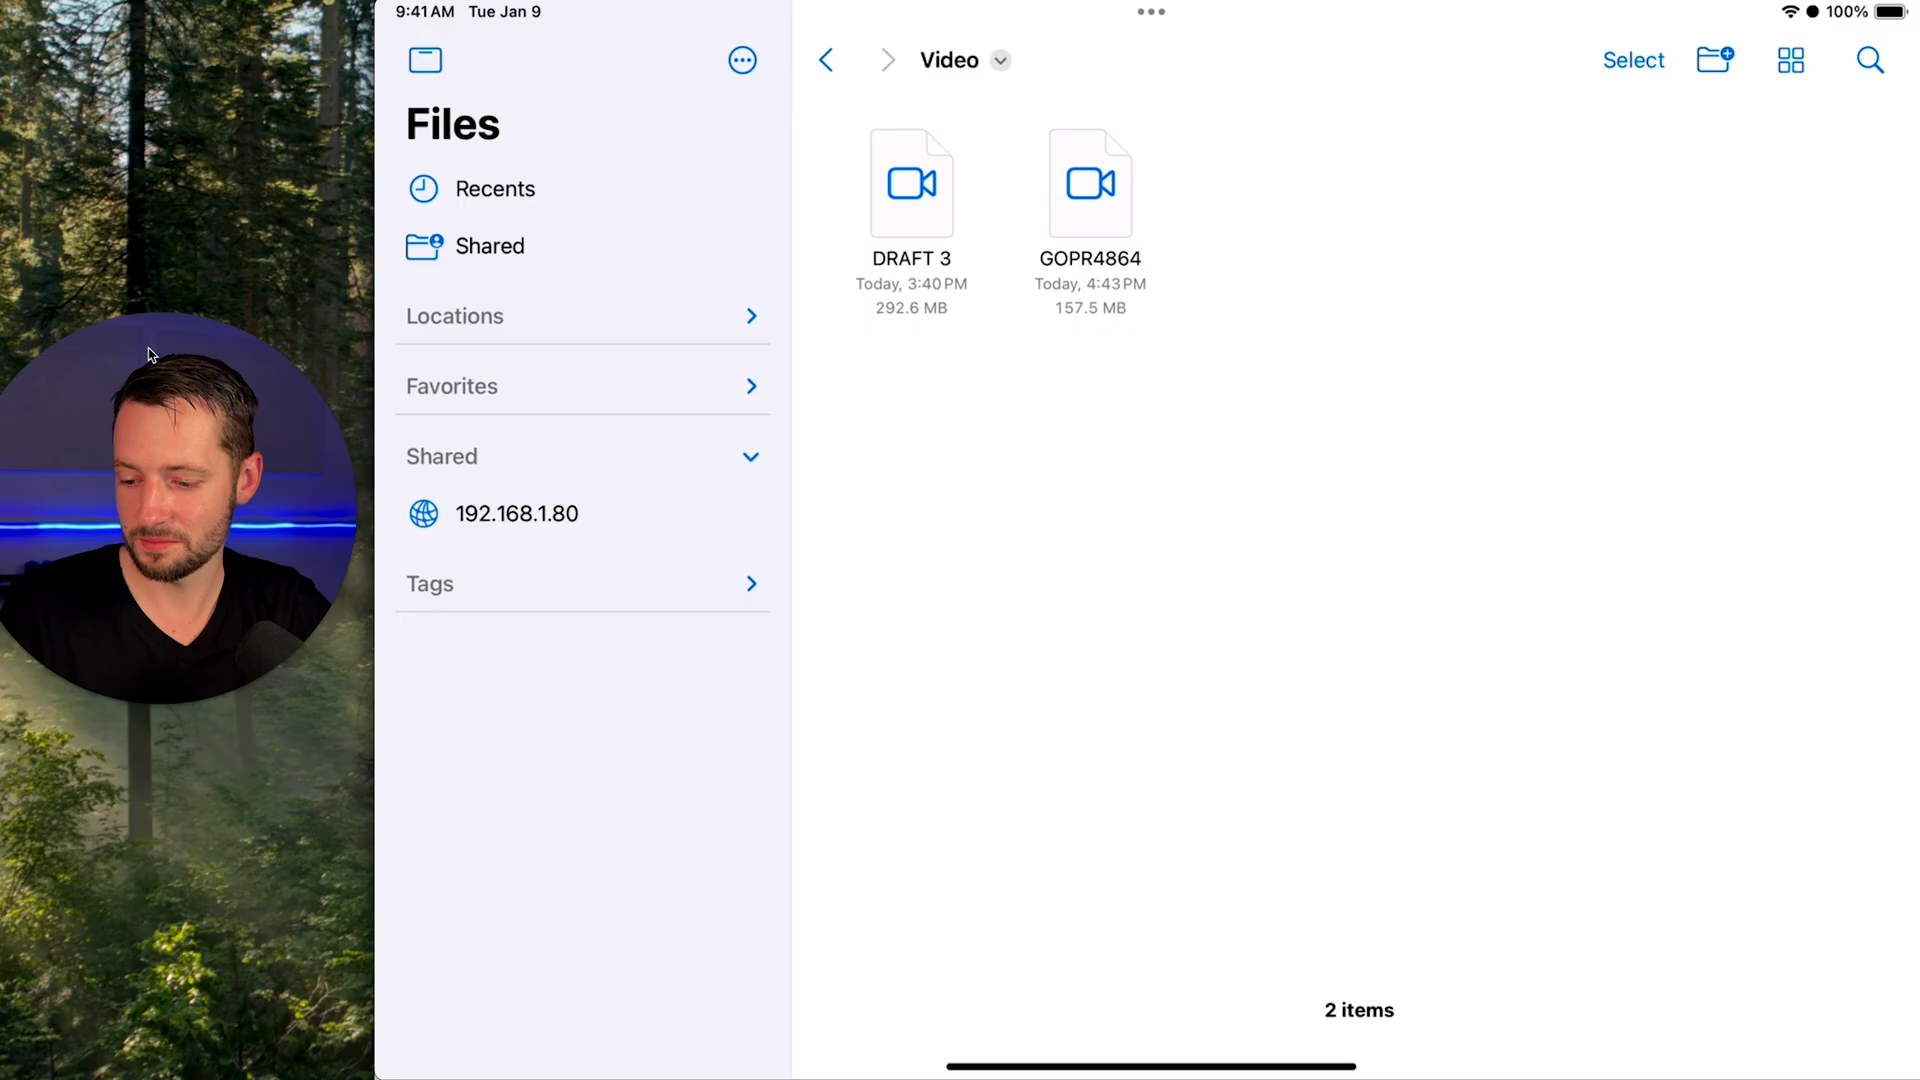 9:41 AM Tue Jan 9
100%
Files
Recents
Shared
Locations
Favorites
Shared
192.168.1.80
Tags
Video
Select
DRAFT 3
Today, 3:40 PM
292.6 MB
GOPR4864
Today, 4:43 PM
157.5 MB
2 items